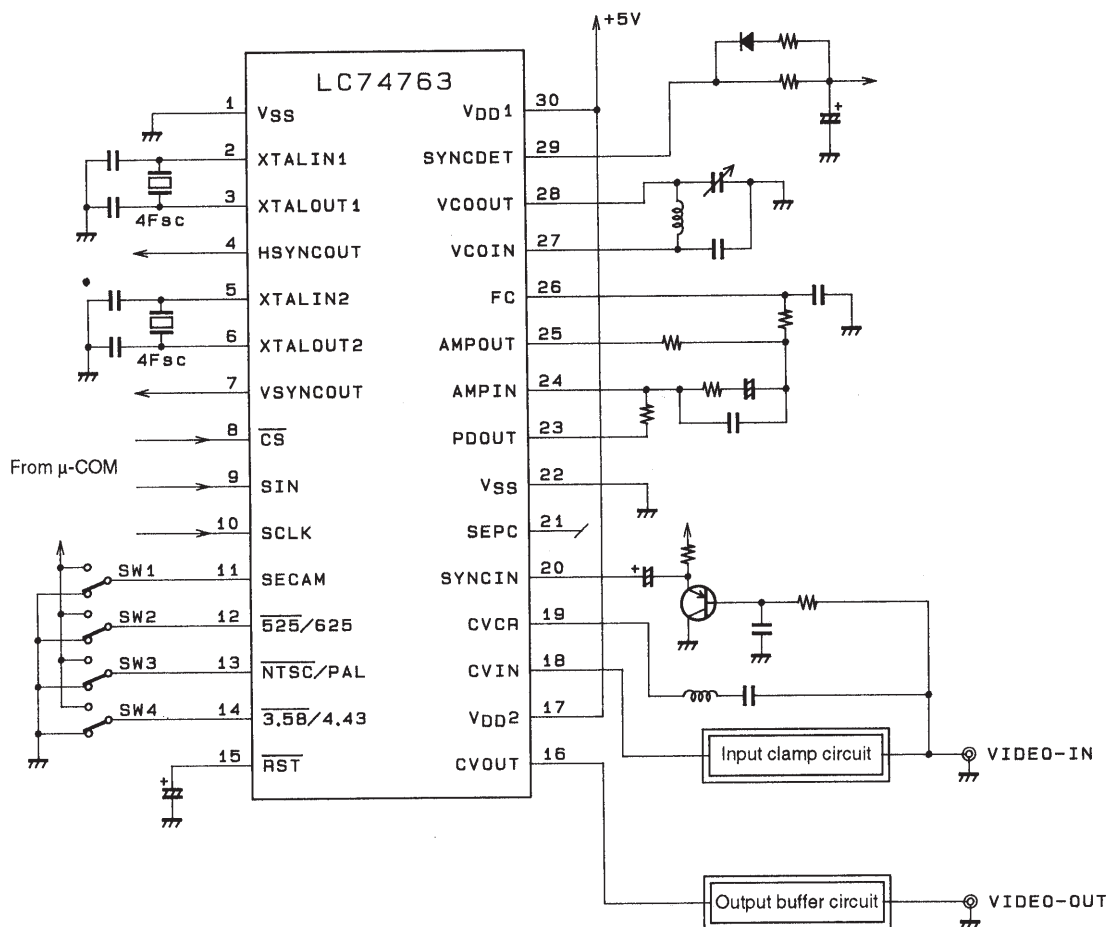 +5V
LC74763
1 VSS
VDD1 30
2 XTALIN1
SYNCDET 29
3 XTALOUT1
VCOOUT 28
4Fsc
4 HSYNCOUT
VCOIN 27
5 XTALIN2
FC 26
6 XTALOUT2
AMPOUT 25
4Fsc
7 VSYNCOUT
AMPIN 24
8 CS
PDOUT 23
From µ-COM
9 SIN
VSS 22
10 SCLK
SEPC 21
SW1 11 SECAM
SYNCIN 20
SW2 12 525/625
CVCR 19
SW3 13 NTSC/PAL
CVIN 18
SW4 14 3.58/4.43
VDD2 17
15 RST
CVOUT 16
Input clamp circuit
VIDEO-IN
Output buffer circuit
VIDEO-OUT
+
+
+